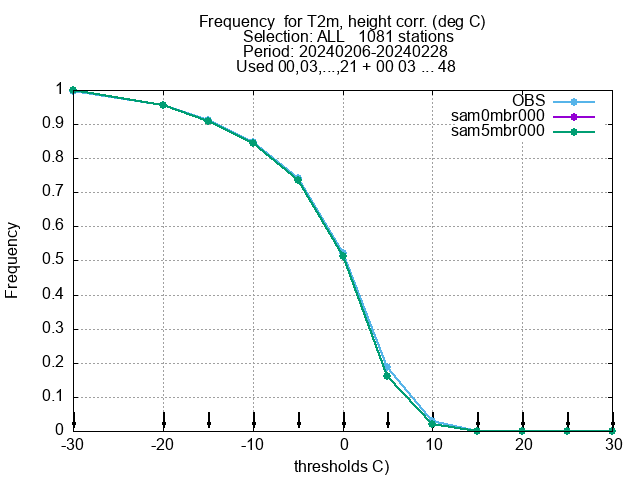 Frequency  for T2m, height corr. (deg C)
Selection: ALL   1081 stations
Period: 20240206-20240228
Used 00,03,...,21 + 00 03 ... 48
OBS
sam0mbr000
sam5mbr000
1
0.9
0.8
0.7
0.6
0.5
0.4
0.3
0.2
0.1
0
Frequency
-30
-20
-10
0
10
20
30
thresholds C)